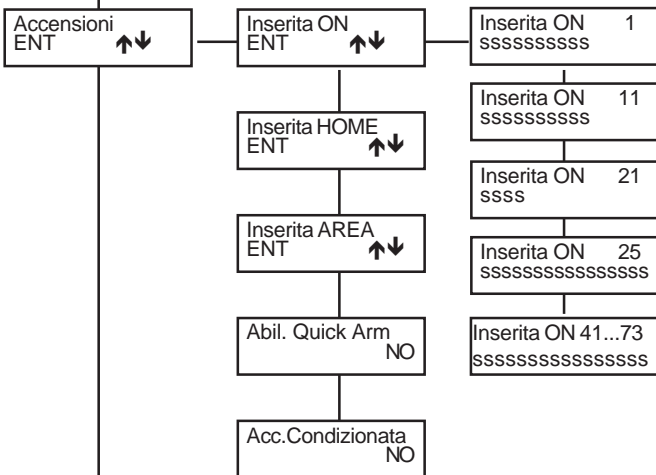 Accensioni
ENT ↑↓
Inserita ON
ENT ↑↓
Inserita ON 1
ssssssssss
Inserita ON 11
ssssssssss
Inserita HOME
ENT ↑↓
Inserita ON 21
ssss
Inserita AREA
ENT ↑↓
Inserita ON 25
ssssssssssssssss
Abil. Quick Arm
NO
Inserita ON 41...73
ssssssssssssssss
Acc.Condizionata
NO